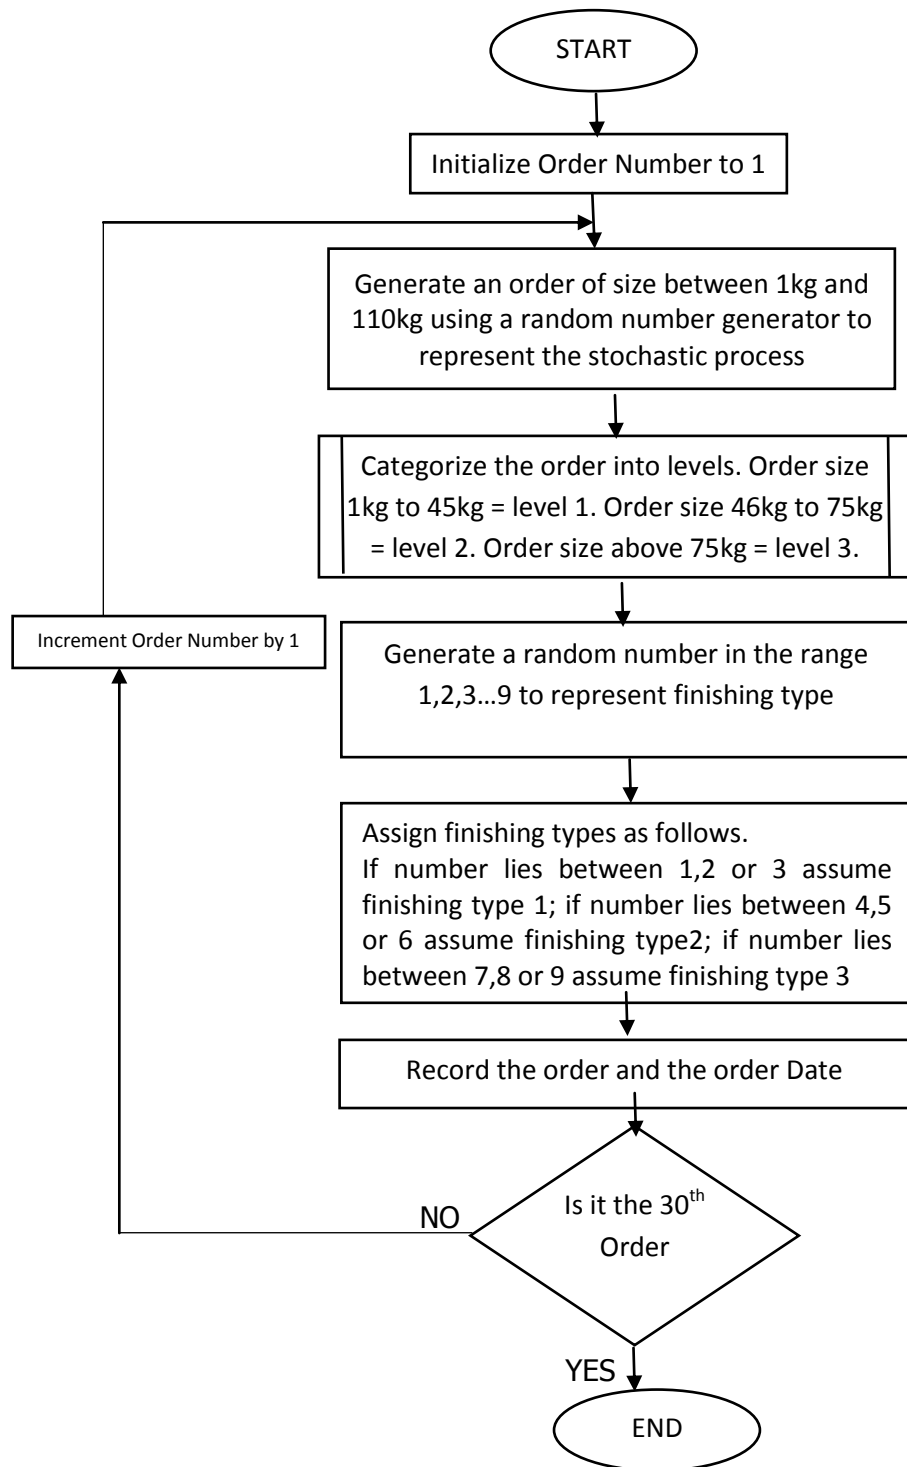 START
Initialize Order Number to 1
Generate an order of size between 1kg and
110kg using a random number generator to
represent the stochastic process
Categorize the order into levels. Order size
1kg to 45kg = level 1. Order size 46kg to 75kg
= level 2. Order size above 75kg = level 3.
Increment Order Number by 1
Generate a random number in the range
1,2,3...9 to represent finishing type
Assign finishing types as follows.
If number lies between 1,2 or 3 assume
finishing type 1; if number lies between 4,5
or 6 assume finishing type2; if number lies
between 7,8 or 9 assume finishing type 3
Record the order and the order Date
Is it the 30th
Order
NO
YES
END